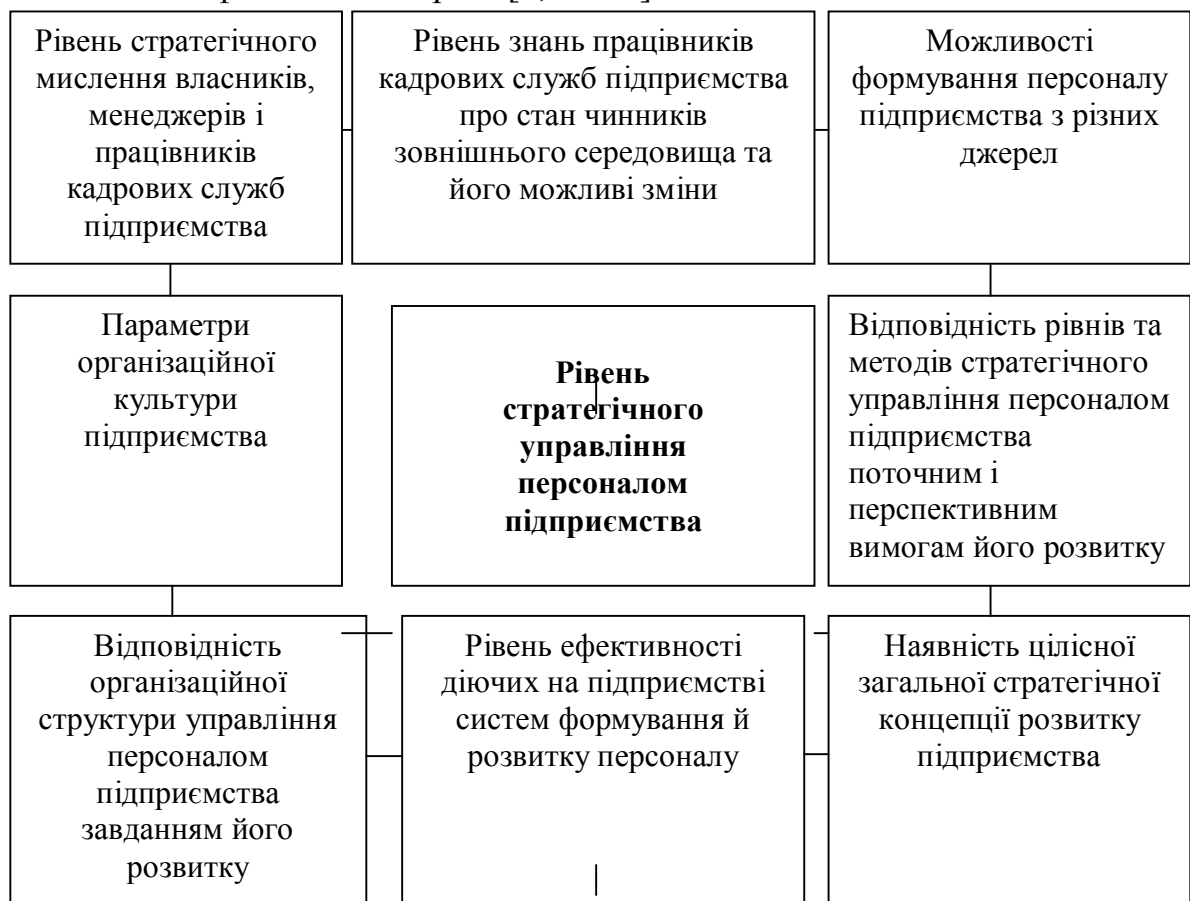 Рівень стратегічного
мислення власників,
менеджерів і
працівників
кадрових служб
підприємства
Рівень знань працівників
кадрових служб підприємства
про стан чинників
зовнішнього середовища та
його можливі зміни
Можливості
формування персоналу
підприємства з різних
джерел
Параметри
організаційної
культури
підприємства
Рівень
стратегічного
управління
персоналом
підприємства
Відповідність рівнів та
методів стратегічного
управління персоналом
підприємства
поточним і
перспективним
вимогам його розвитку
Відповідність
організаційної
структури управління
персоналом
підприємства
завданням його
розвитку
Рівень ефективності
діючих на підприємстві
систем формування й
розвитку персоналу
Наявність цілісної
загальної стратегічної
концепції розвитку
підприємства